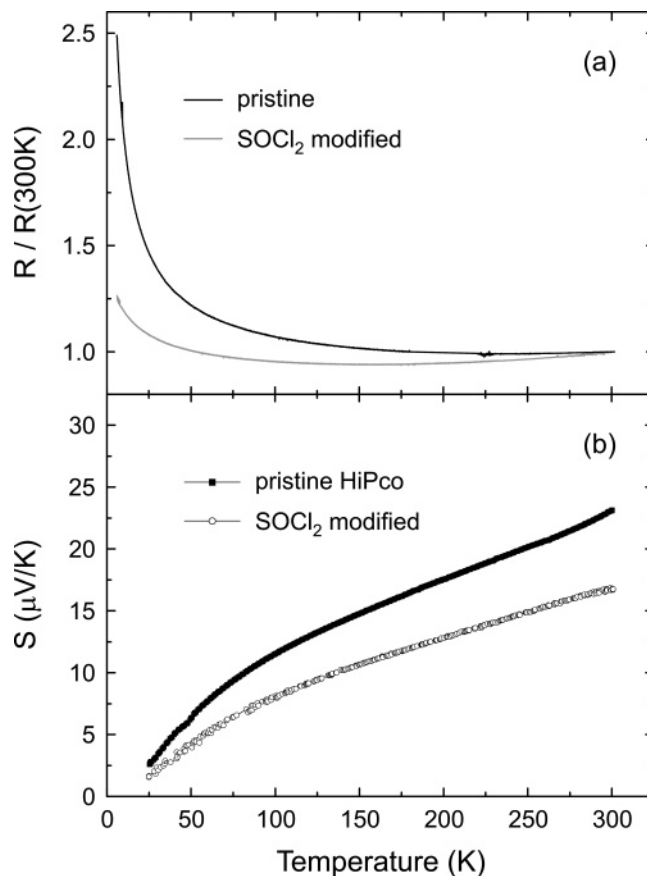 2.5
(a)
pristine
SOCl₂ modified
2.0
1.5
1.0
R / R(300K)
30
(b)
pristine HiPco
SOCl₂ modified
25
20
15
10
5
0
S (μV/K)
0 50 100 150 200 250 300
Temperature (K)